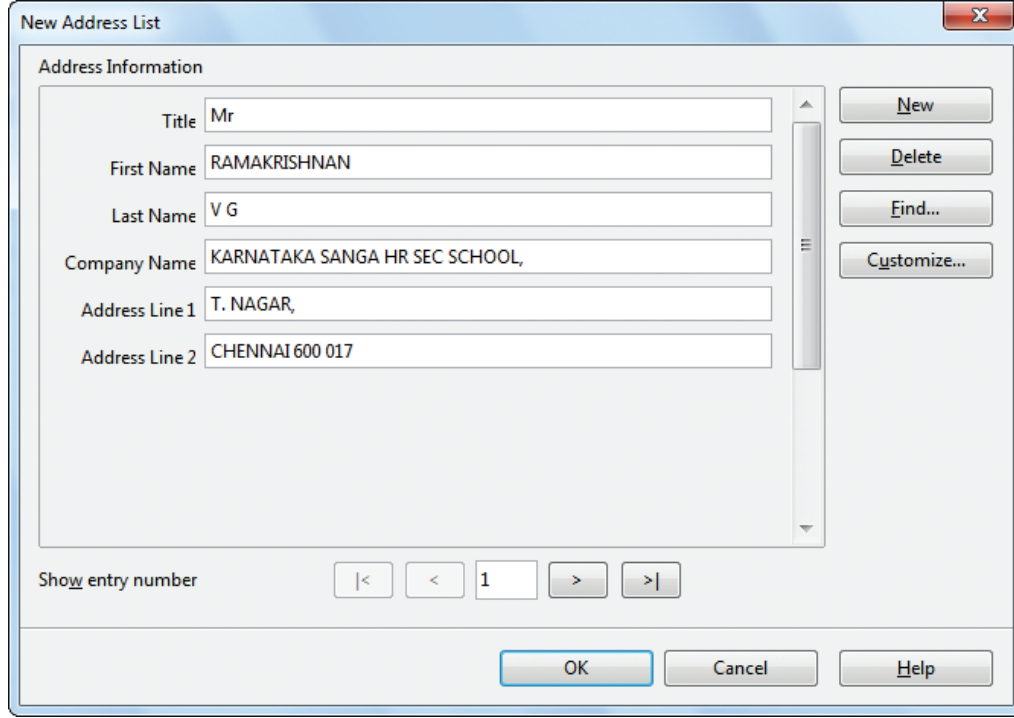 New Address List
x
Address Information
Title Mr
First Name RAMAKRISHNAN
Last Name V G
Company Name KARNATAKA SANGA HR SEC SCHOOL,
Address Line 1 T. NAGAR,
Address Line 2 CHENNAI 600 017
New
Delete
Find...
Customize...
Show entry number |< < 1 > >|
OK Cancel Help